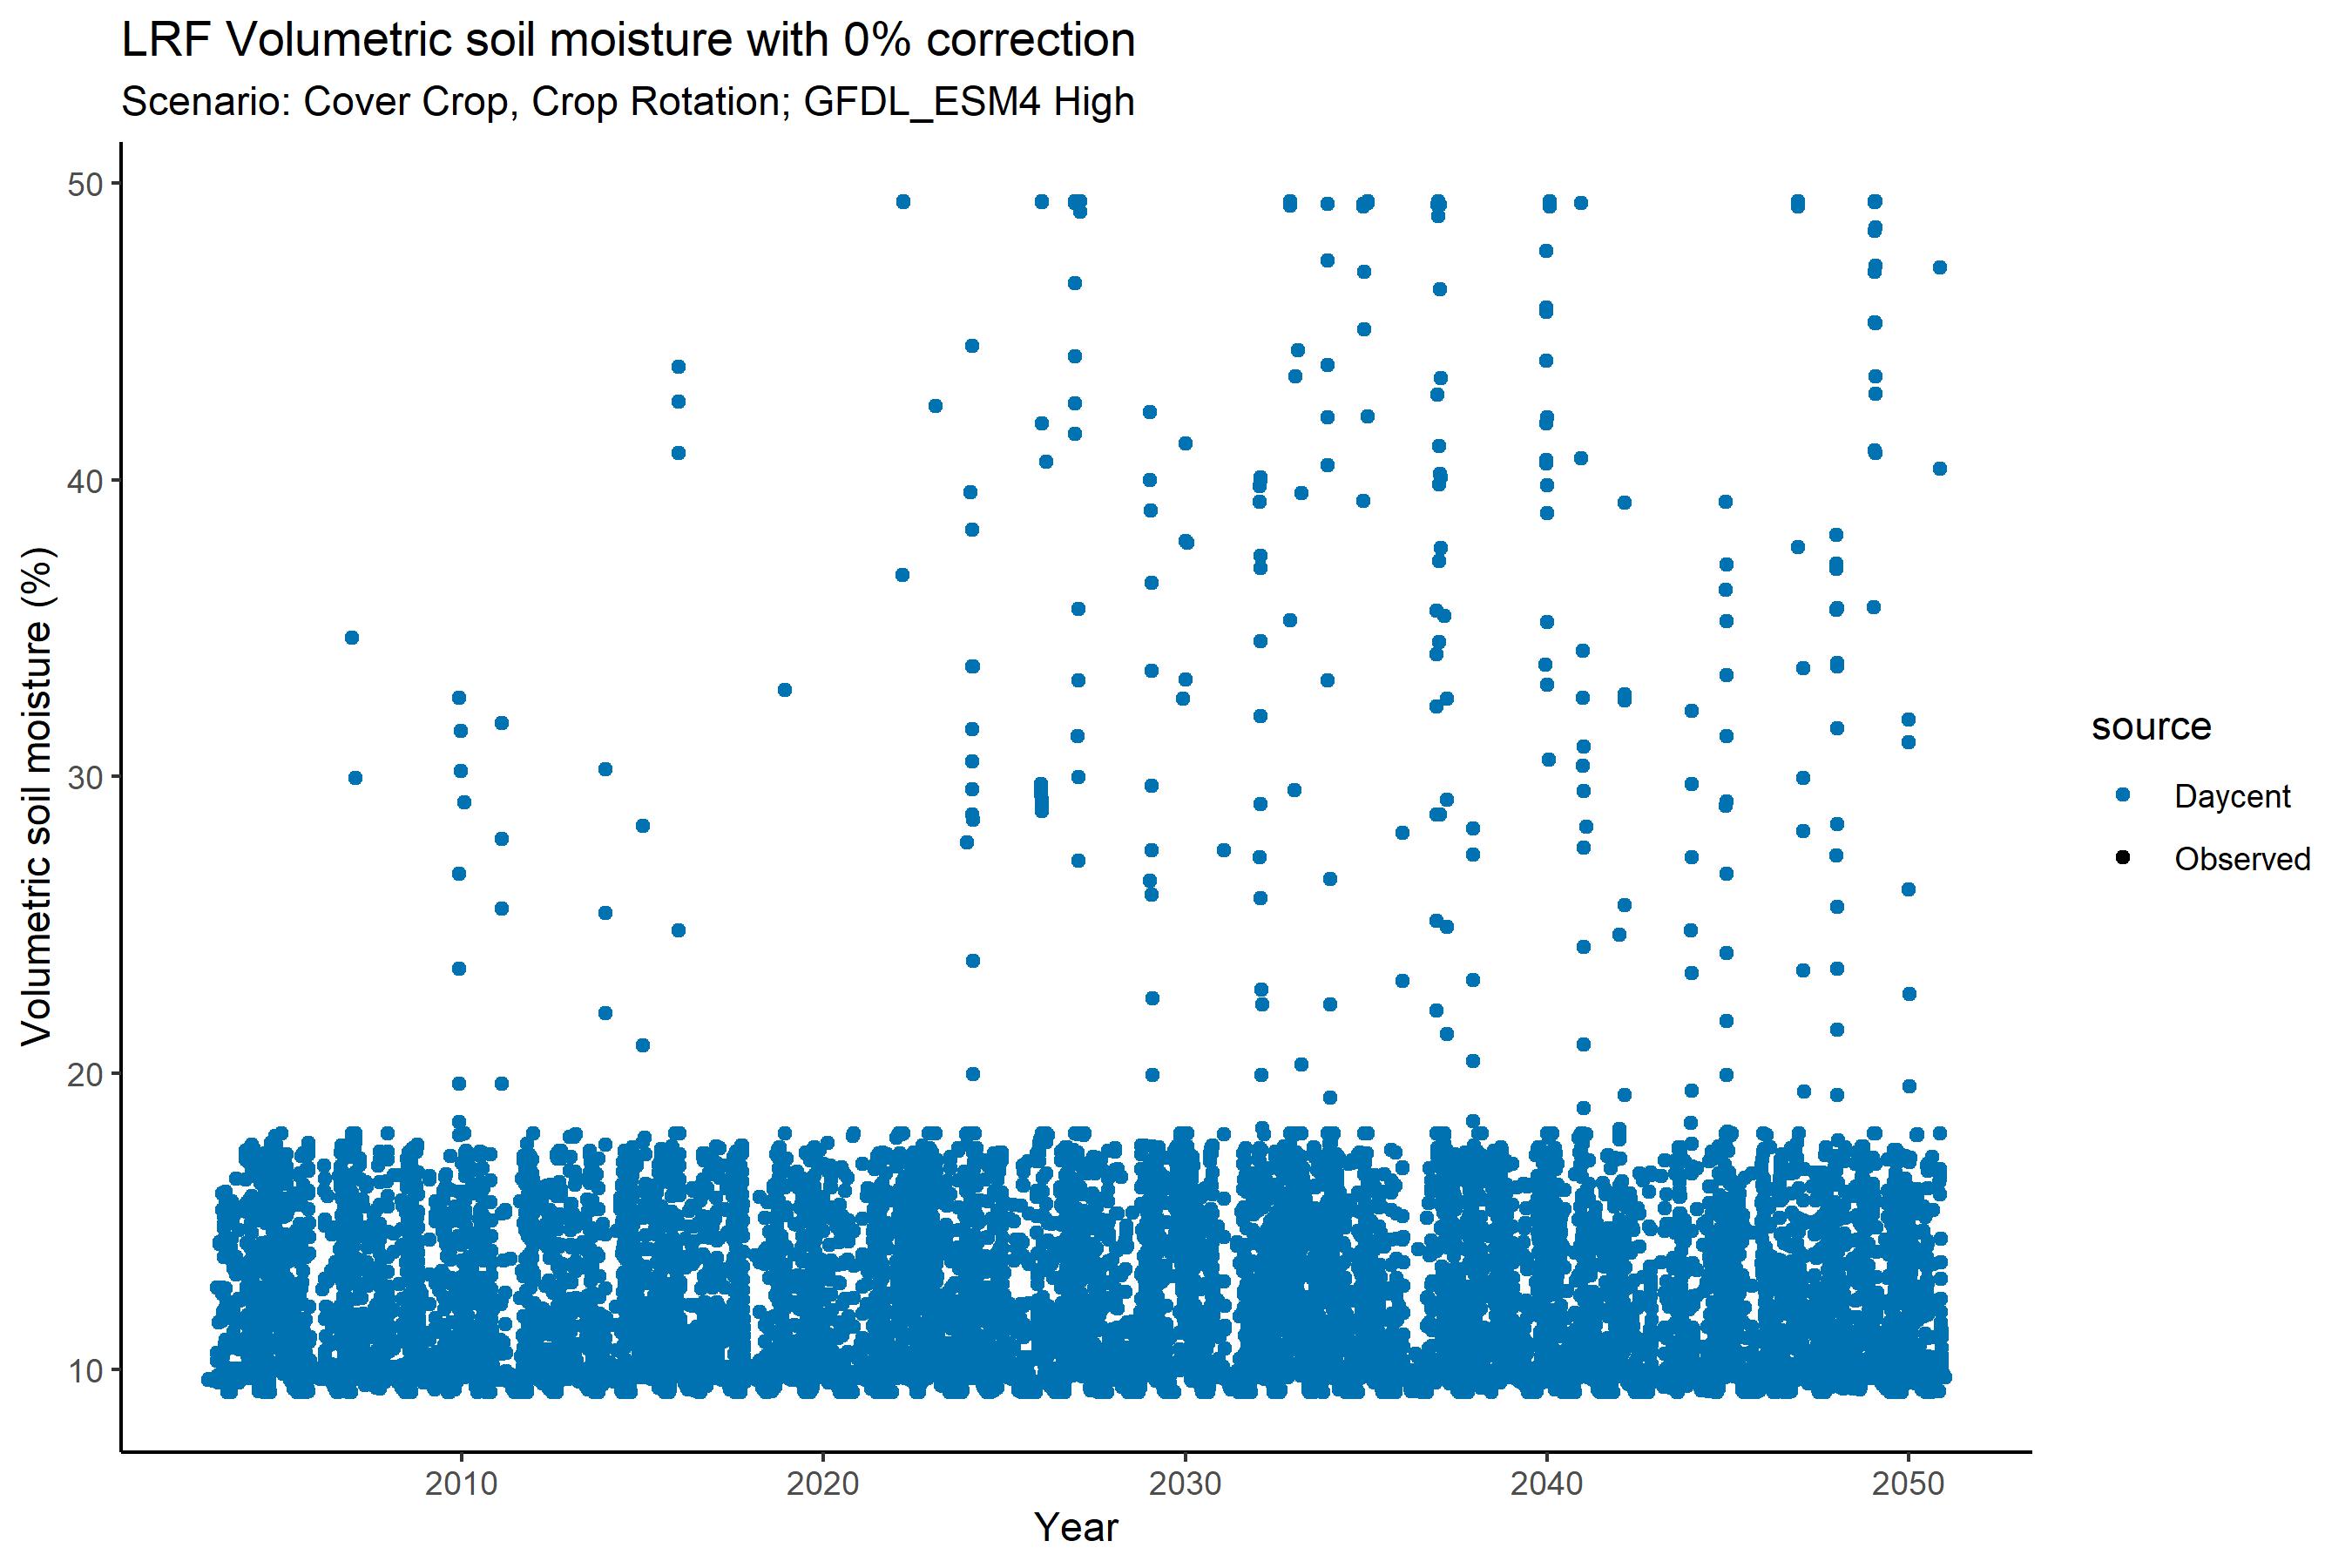 LRF Volumetric soil moisture with 0% correction
Scenario: Cover Crop, Crop Rotation; GFDL_ESM4 High
Volumetric soil moisture (%)
50
40
30
20
10
2010
2020
2030
2040
2050
Year
source
Daycent
Observed